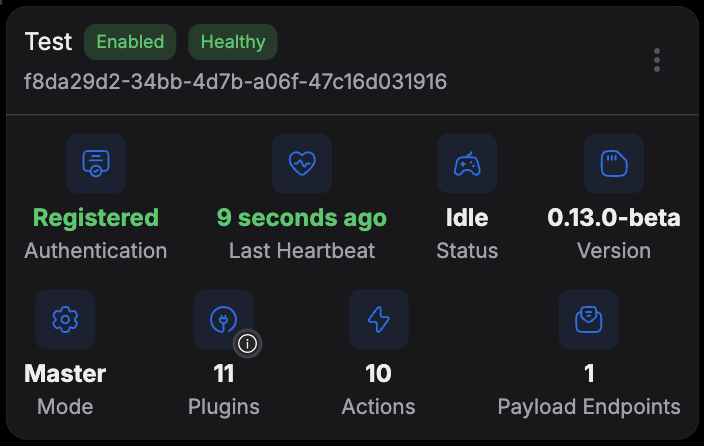 Test Enabled Healthy
f8da29d2-34bb-4d7b-a06f-47c16d031916
Registered 9 seconds ago Idle 0.13.0-beta
Authentication Last Heartbeat Status Version
Master 11 10 1
Mode Plugins Actions Payload Endpoints